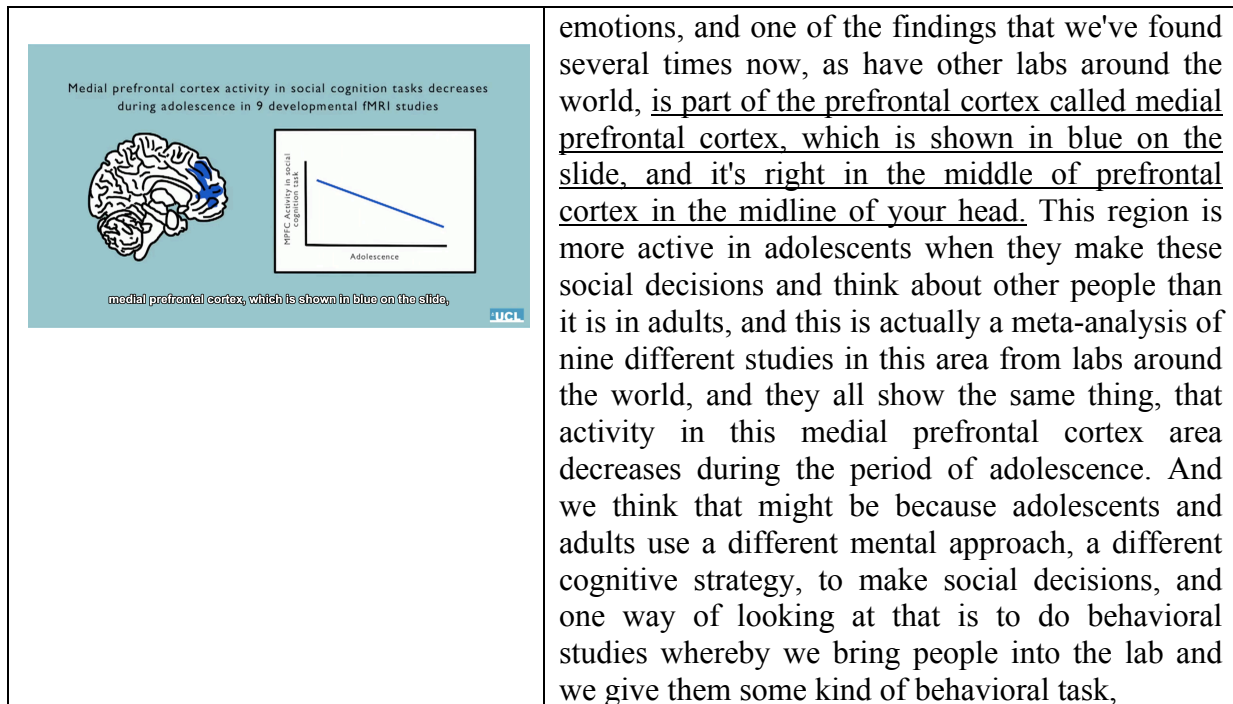 Medial prefrontal cortex activity in social cognition tasks decreases
during adolescence in 9 developmental fMRI studies
MPFC Activity in social
cognition task
Adolescence
medial prefrontal cortex, which is shown in blue on the slide,
UCL
emotions, and one of the findings that we've found
several times now, as have other labs around the
world, is part of the prefrontal cortex called medial
prefrontal cortex, which is shown in blue on the
slide, and it's right in the middle of prefrontal
cortex in the midline of your head. This region is
more active in adolescents when they make these
social decisions and think about other people than
it is in adults, and this is actually a meta-analysis of
nine different studies in this area from labs around
the world, and they all show the same thing, that
activity in this medial prefrontal cortex area
decreases during the period of adolescence. And
we think that might be because adolescents and
adults use a different mental approach, a different
cognitive strategy, to make social decisions, and
one way of looking at that is to do behavioral
studies whereby we bring people into the lab and
we give them some kind of behavioral task,